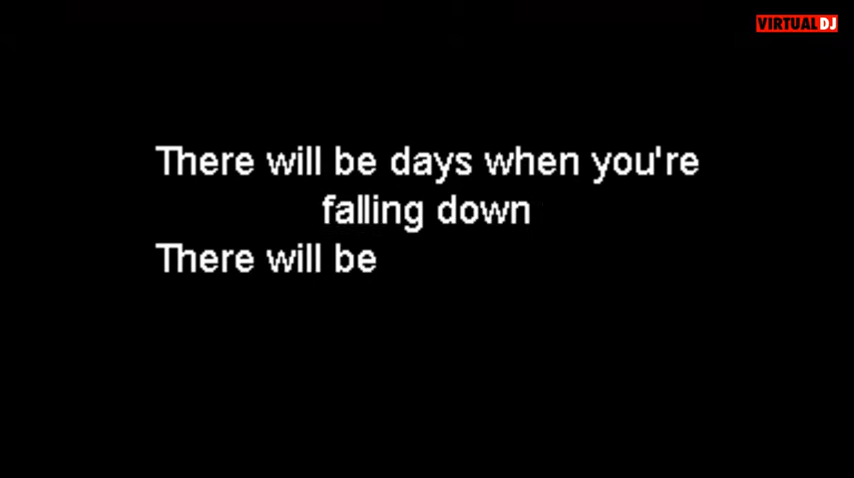 VIRTUAL DJ
There will be days when you're
falling down
There will be